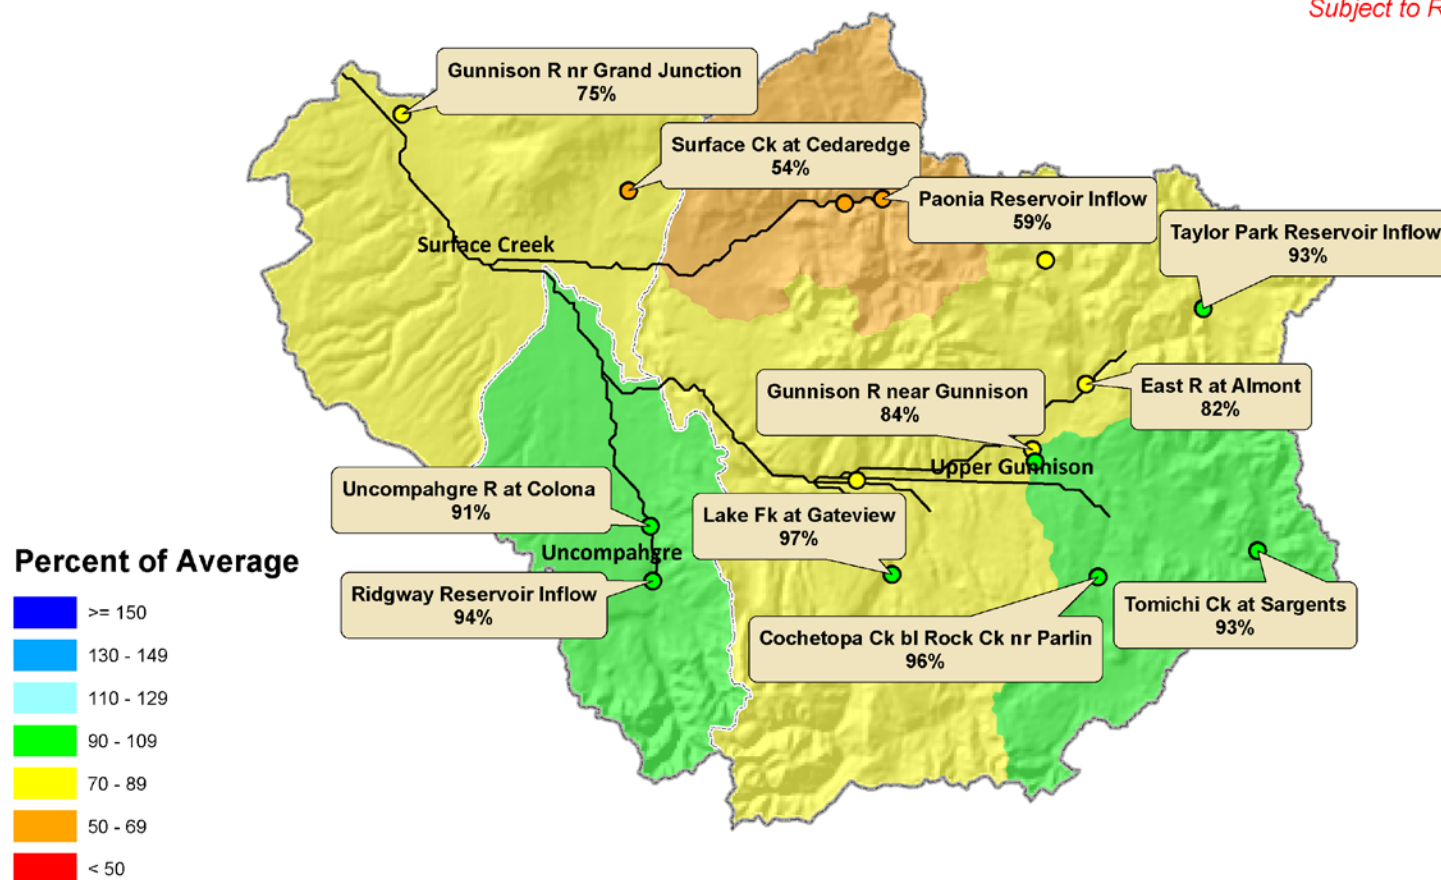 Subject to R
Gunnison R nr Grand Junction
75%
Surface Ck at Cedaredge
54%
Paonia Reservoir Inflow
59%
Taylor Park Reservoir Inflow
93%
Surface Creek
Gunnison R near Gunnison
84%
East R at Almont
82%
Upper Gunnison
Uncompahgre R at Colona
91%
Lake Fk at Gateview
97%
Uncompahgre
Ridgway Reservoir Inflow
94%
Cochetopa Ck bl Rock Ck nr Parlin
96%
Tomichi Ck at Sargents
93%
Percent of Average
>= 150
130 - 149
110 - 129
90 - 109
70 - 89
50 - 69
< 50